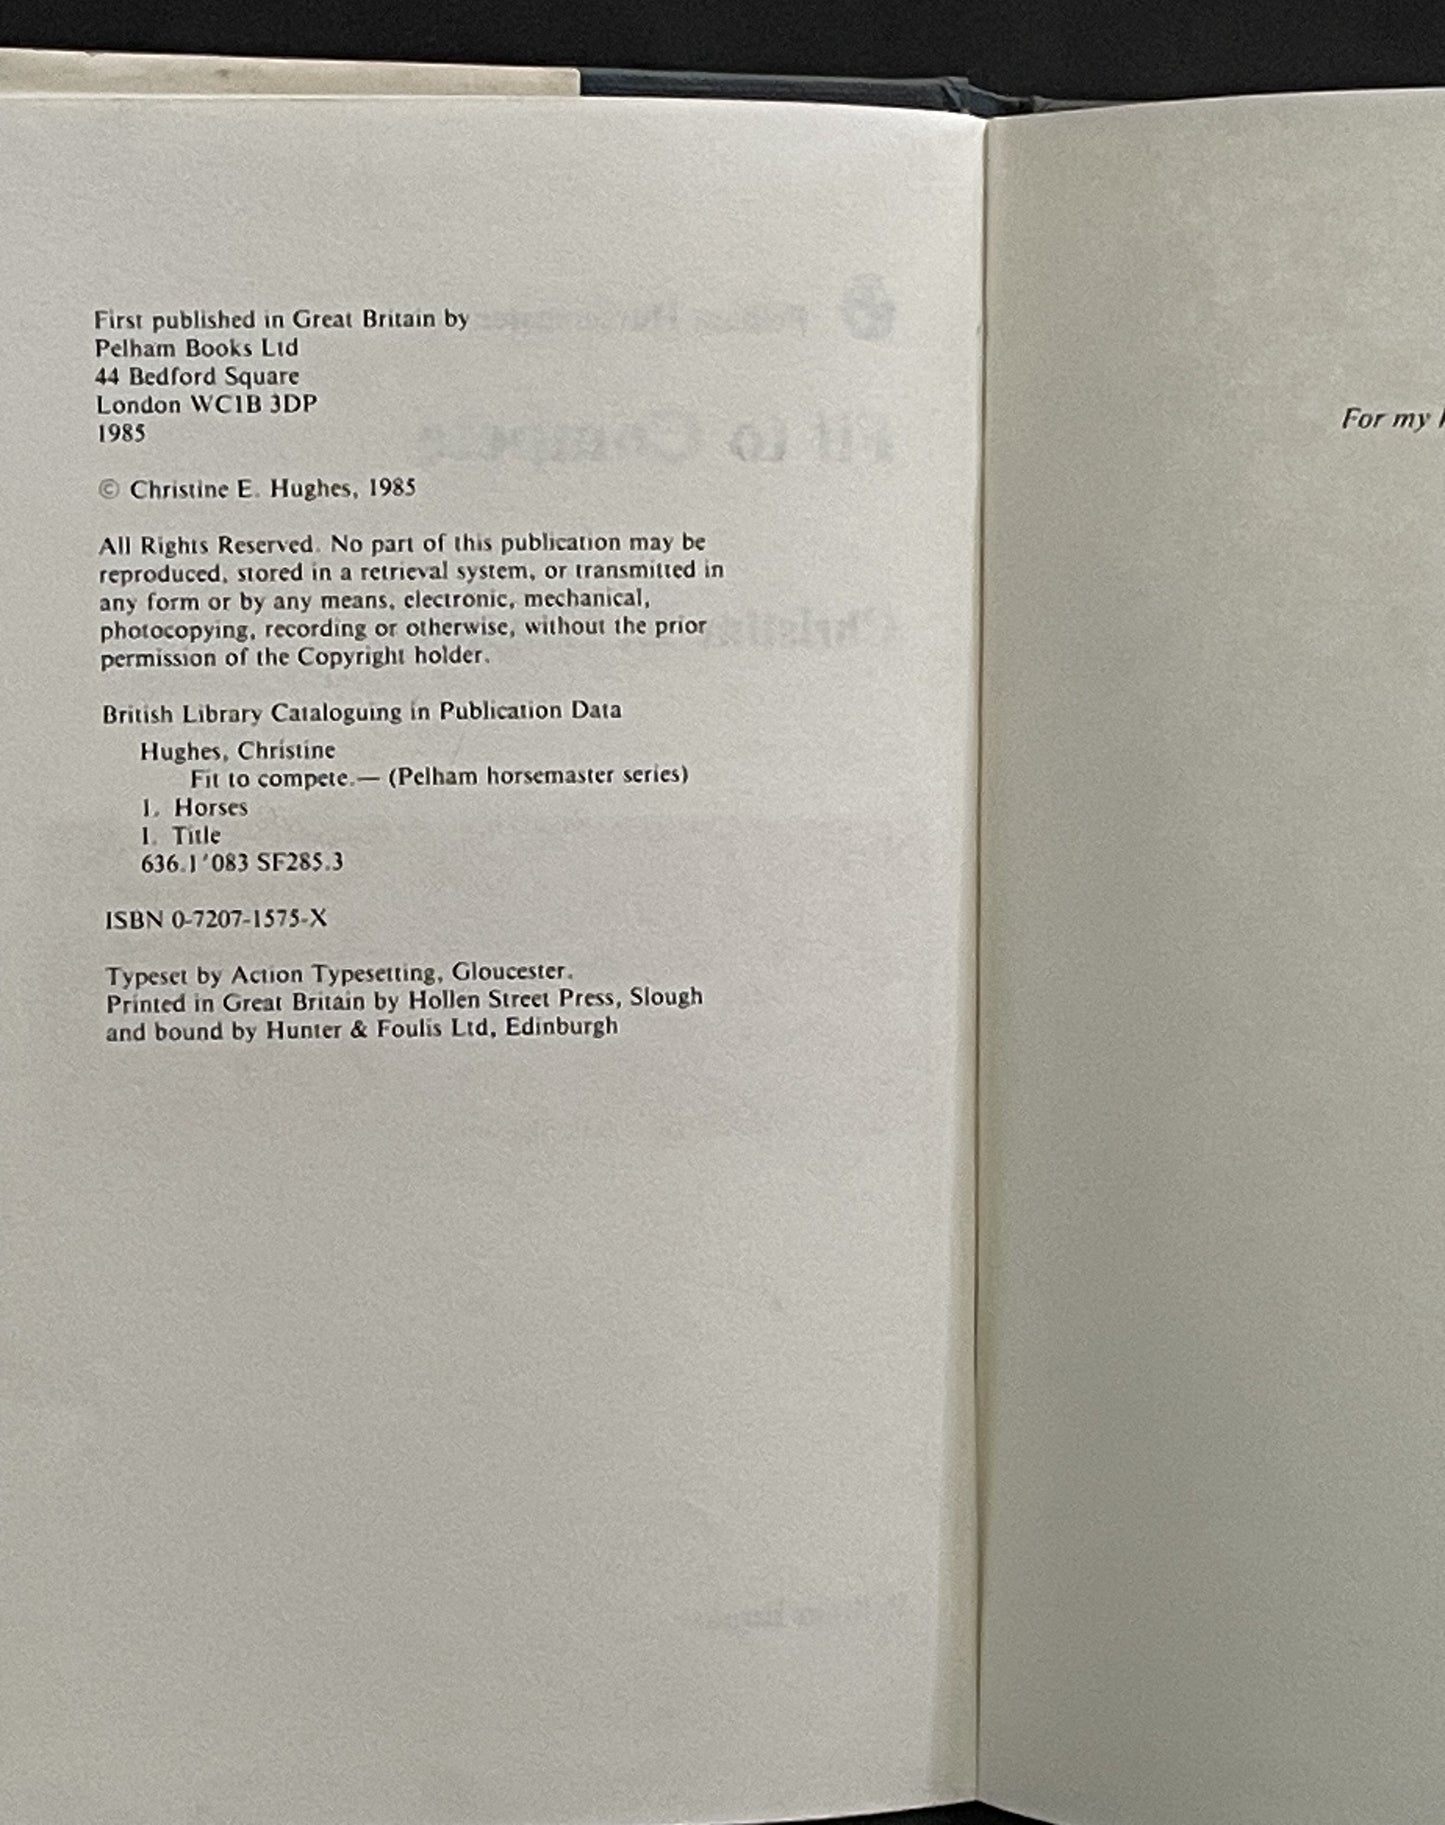 First published in Great Britain by
Pelham Books Ltd
44 Bedford Square
London WC1B 3DP
1985
© Christine E. Hughes, 1985
All Rights Reserved. No part of this publication may be
reproduced, stored in a retrieval system, or transmitted in
any form or by any means, electronic, mechanical,
photocopying, recording or otherwise, without the prior
permission of the Copyright holder.
British Library Cataloguing in Publication Data
Hughes, Christine
Fit to compete.— (Pelham horsemaster series)
1. Horses
I. Title
636.1'083 SF285.3
ISBN 0-7207-1575-X
Typeset by Action Typesetting, Gloucester.
Printed in Great Britain by Hollen Street Press, Slough
and bound by Hunter & Foulis Ltd, Edinburgh
For my